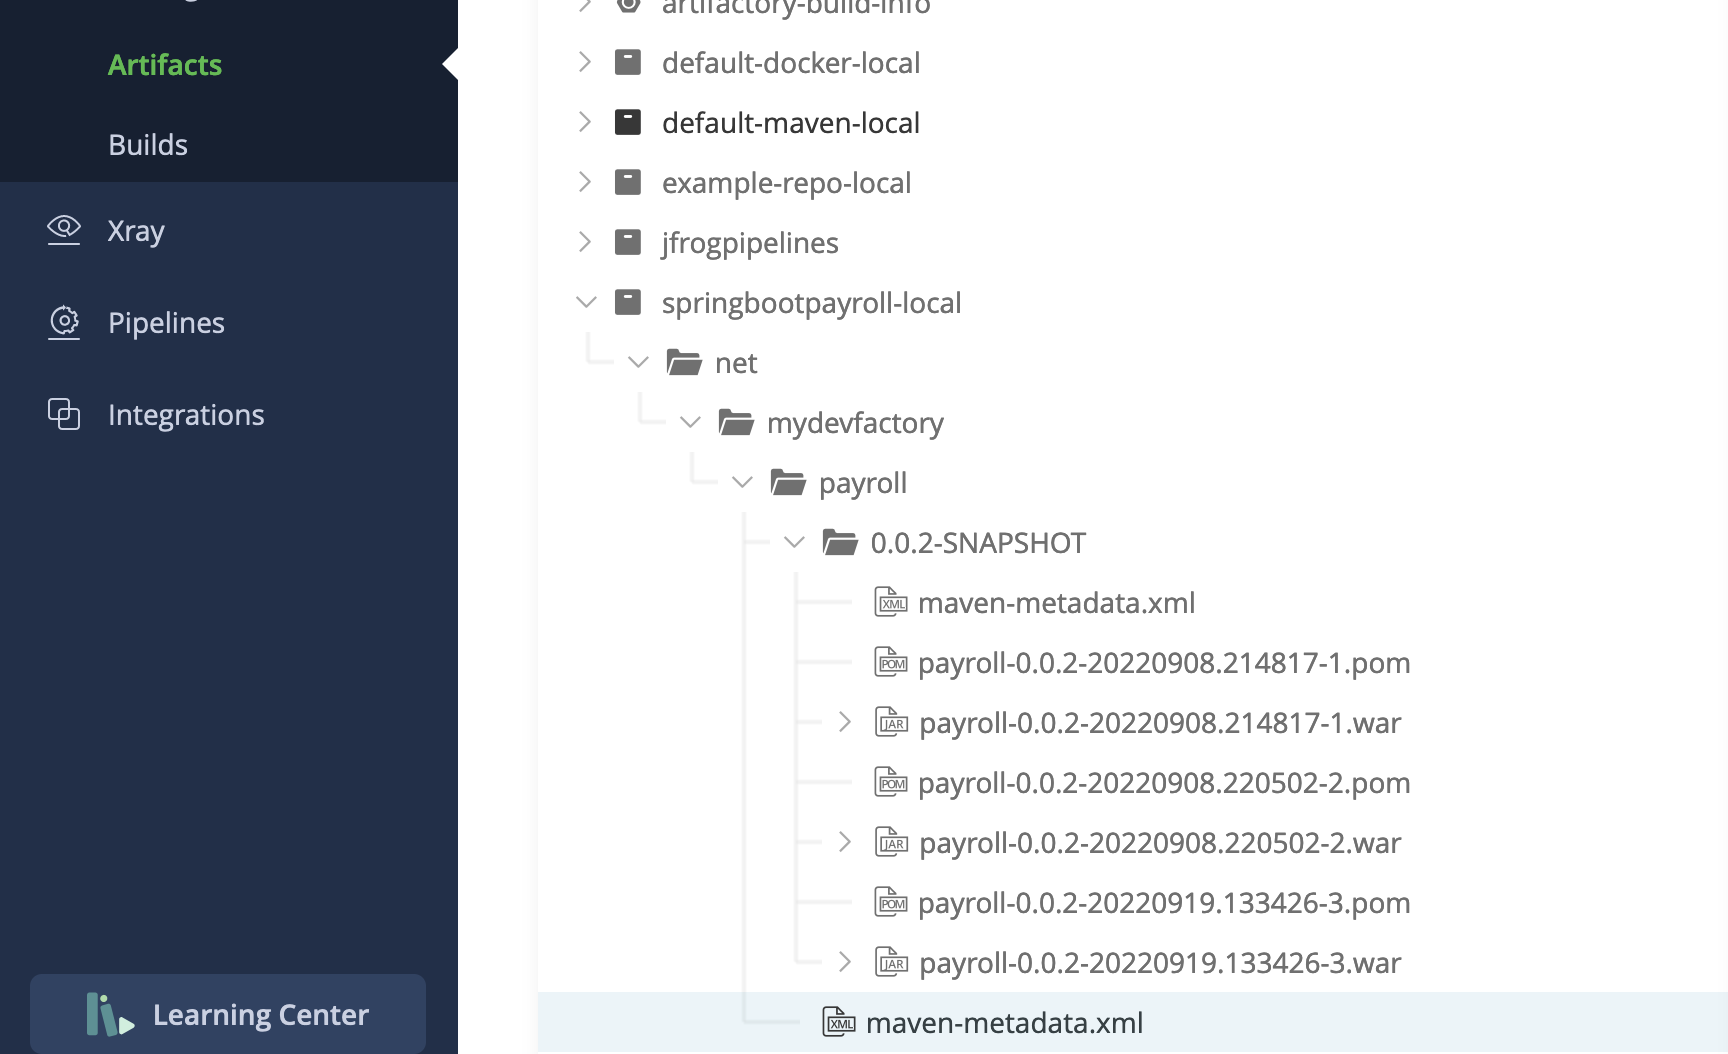 artifactory-build-info
Artifacts
default-docker-local
default-maven-local
Builds
example-repo-local
Xray
jfrogpipelines
springbootpayroll-local
Pipelines
net
Integrations
mydevfactory
payroll
0.0.2-SNAPSHOT
XML maven-metadata.xml
POM payroll-0.0.2-20220908.214817-1.pom
JAR payroll-0.0.2-20220908.214817-1.war
POM payroll-0.0.2-20220908.220502-2.pom
JAR payroll-0.0.2-20220908.220502-2.war
POM payroll-0.0.2-20220919.133426-3.pom
JAR payroll-0.0.2-20220919.133426-3.war
Learning Center
XML maven-metadata.xml